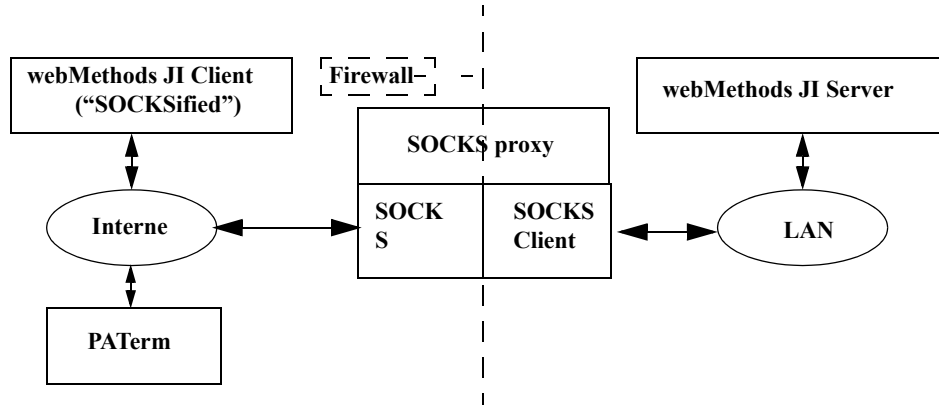 webMethods JI Client
(“SOCKSified”)
Firewall
webMethods JI Server
SOCKS proxy
Interne
SOCK
S
SOCKS
Client
LAN
PATerm